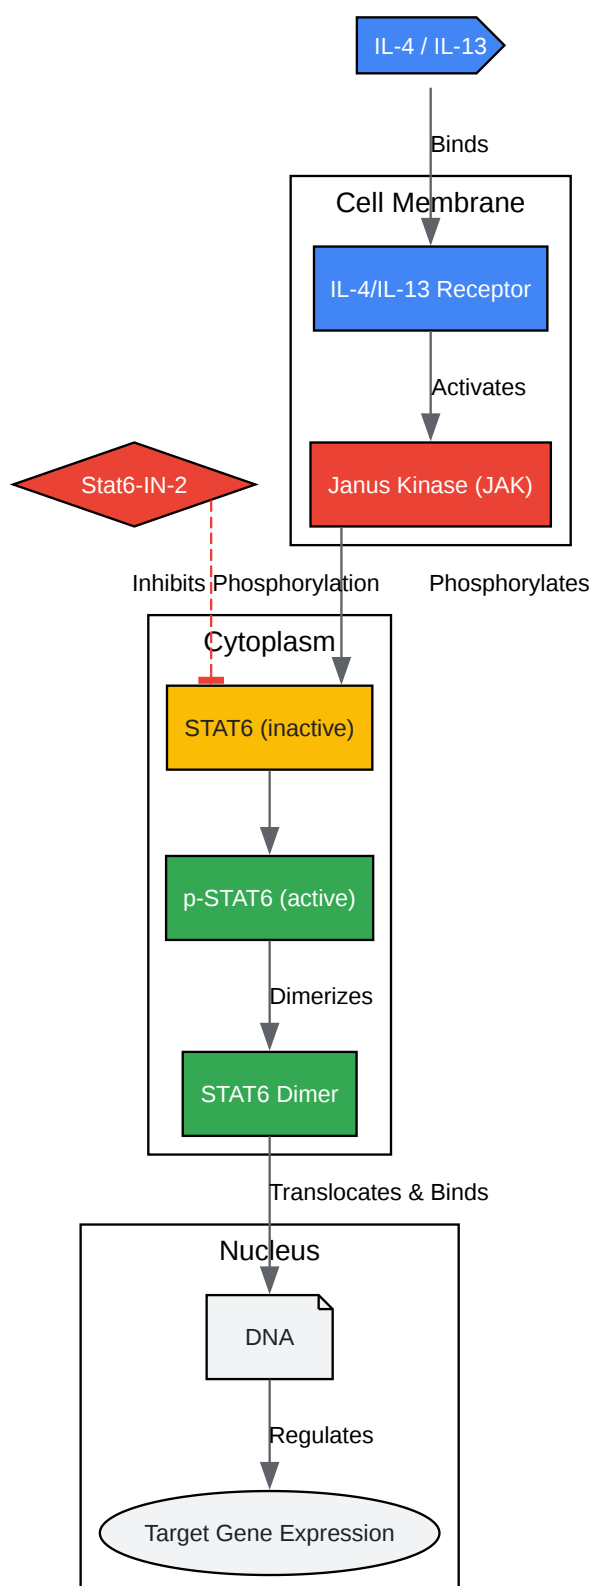 IL-4 / IL-13
Binds
Cell Membrane
IL-4/IL-13 Receptor
Activates
Stat6-IN-2
Janus Kinase (JAK)
Inhibits Phosphorylation
Phosphorylates
Cytoplasm
STAT6 (inactive)
p-STAT6 (active)
Dimerizes
STAT6 Dimer
Translocates & Binds
Nucleus
DNA
Regulates
Target Gene Expression